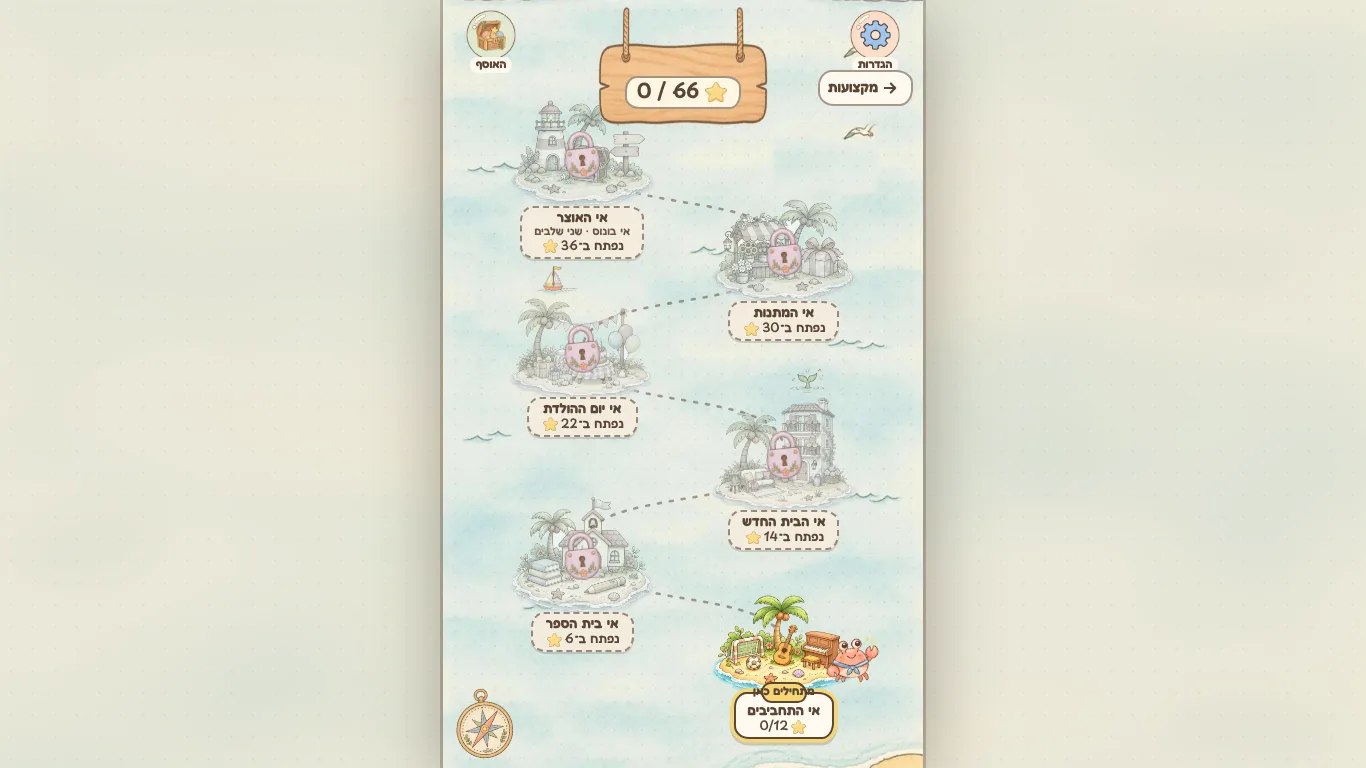 האוסף
0 / 66
הגדרות
מקצועות →
אי האוצר
אי בונוס · שני שלבים
נפתח ב־36
אי המתנות
נפתח ב־30
אי יום ההולדת
נפתח ב־22
אי הבית החדש
נפתח ב־14
אי בית הספר
נפתח ב־6
מתחילים כאן
אי התחביבים
0/12